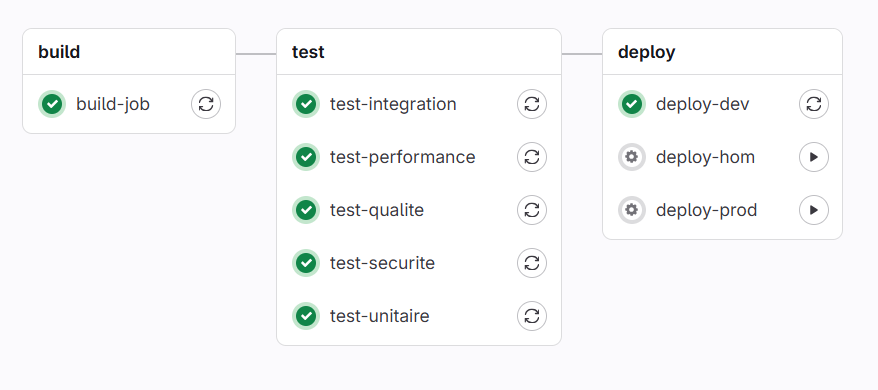 build
build-job
test
test-integration
test-performance
test-qualite
test-securite
test-unitaire
deploy
deploy-dev
deploy-hom
deploy-prod